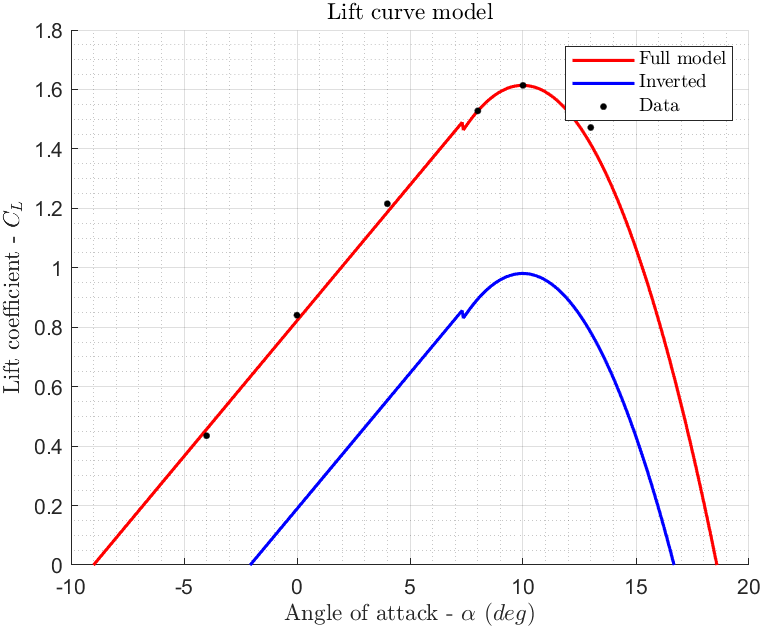 Lift curve model
1.8
1.6
1.4
1.2
1
0.8
0.6
0.4
0.2
0
Lift coefficient - C_L
Full model
Inverted
Data
-10 -5 0 5 10 15 20
Angle of attack - α (deg)